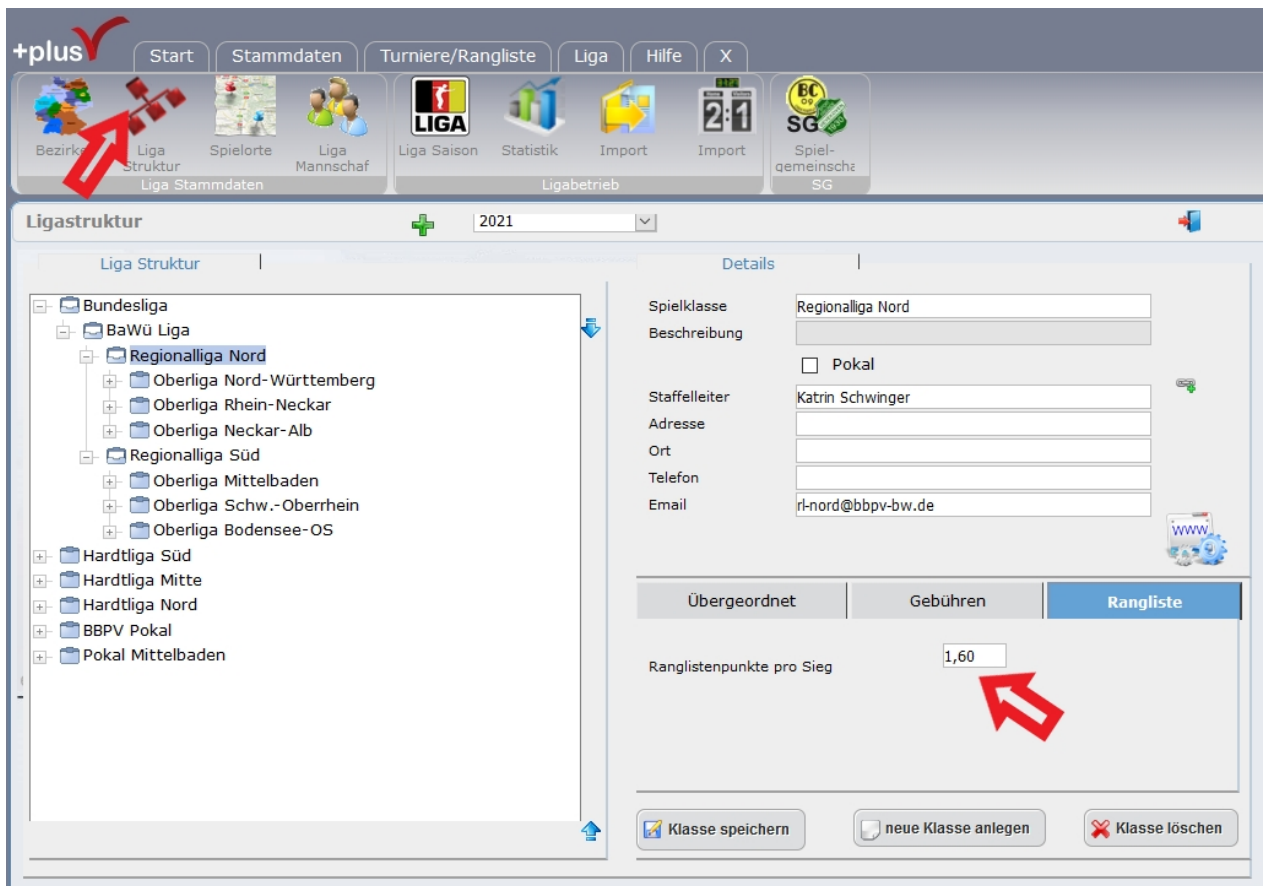 +plus
Start Stammdaten Turniere/Rangliste Liga Hilfe X
LIGA
2:1
BC
09
SG
Bezirke Liga Struktur Spielorte Liga Mannschaf Liga Saison Statistik Import Import Spiel-gemeinscha
Liga Stammdaten Ligabetrieb SG
Ligastruktur 2021
Liga Struktur Details
Bundesliga
BaWü Liga
Regionalliga Nord
Oberliga Nord-Württemberg
Oberliga Rhein-Neckar
Oberliga Neckar-Alb
Regionalliga Süd
Oberliga Mittelbaden
Oberliga Schw.-Oberrhein
Oberliga Bodensee-OS
Hardtliga Süd
Hardtliga Mitte
Hardtliga Nord
BBPV Pokal
Pokal Mittelbaden
Spielklasse Regionalliga Nord
Beschreibung
Pokal
Staffelleiter Katrin Schwinger
Adresse
Ort
Telefon
Email rl-nord@bbpv-bw.de
www
Übergeordnet Gebühren Rangliste
Ranglistenpunkte pro Sieg 1,60
Klasse speichern neue Klasse anlegen Klasse löschen